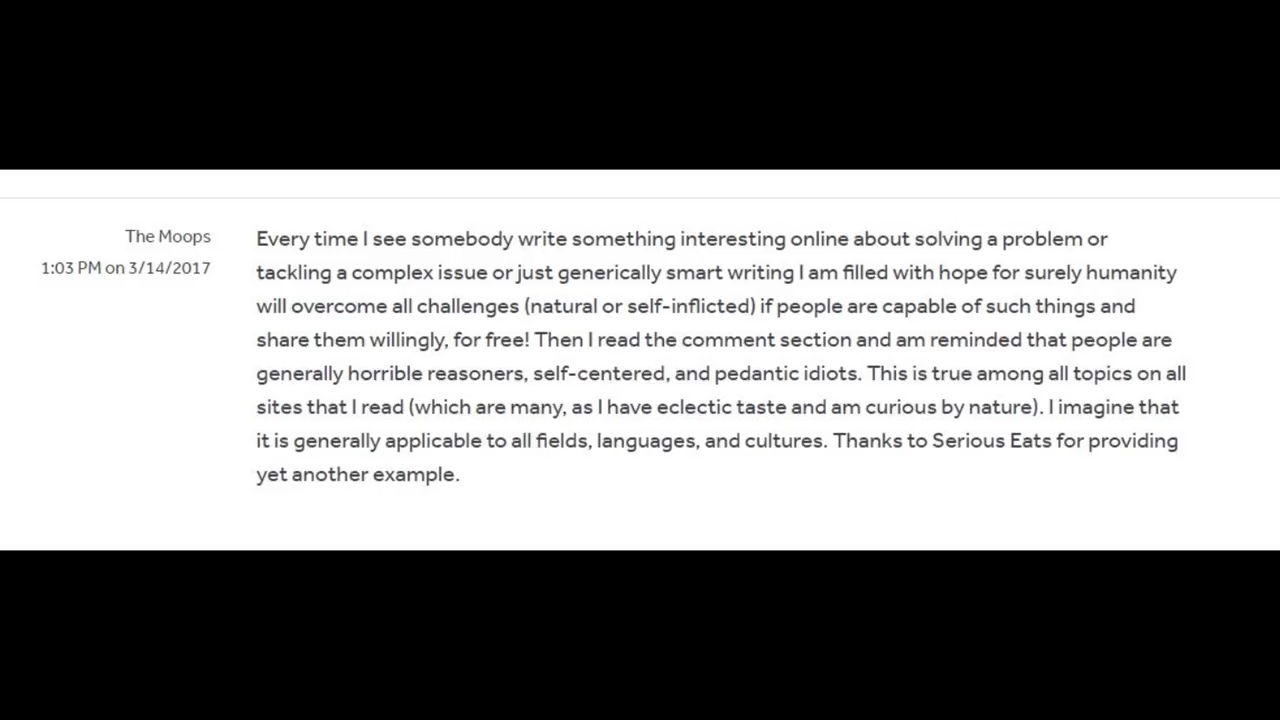 The Moops
1:03 PM on 3/14/2017
Every time I see somebody write something interesting online about solving a problem or
tackling a complex issue or just generically smart writing I am filled with hope for surely humanity
will overcome all challenges (natural or self-inflicted) if people are capable of such things and
share them willingly, for free! Then I read the comment section and am reminded that people are
generally horrible reasoners, self-centered, and pedantic idiots. This is true among all topics on all
sites that I read (which are many, as I have eclectic taste and am curious by nature). I imagine that
it is generally applicable to all fields, languages, and cultures. Thanks to Serious Eats for providing
yet another example.